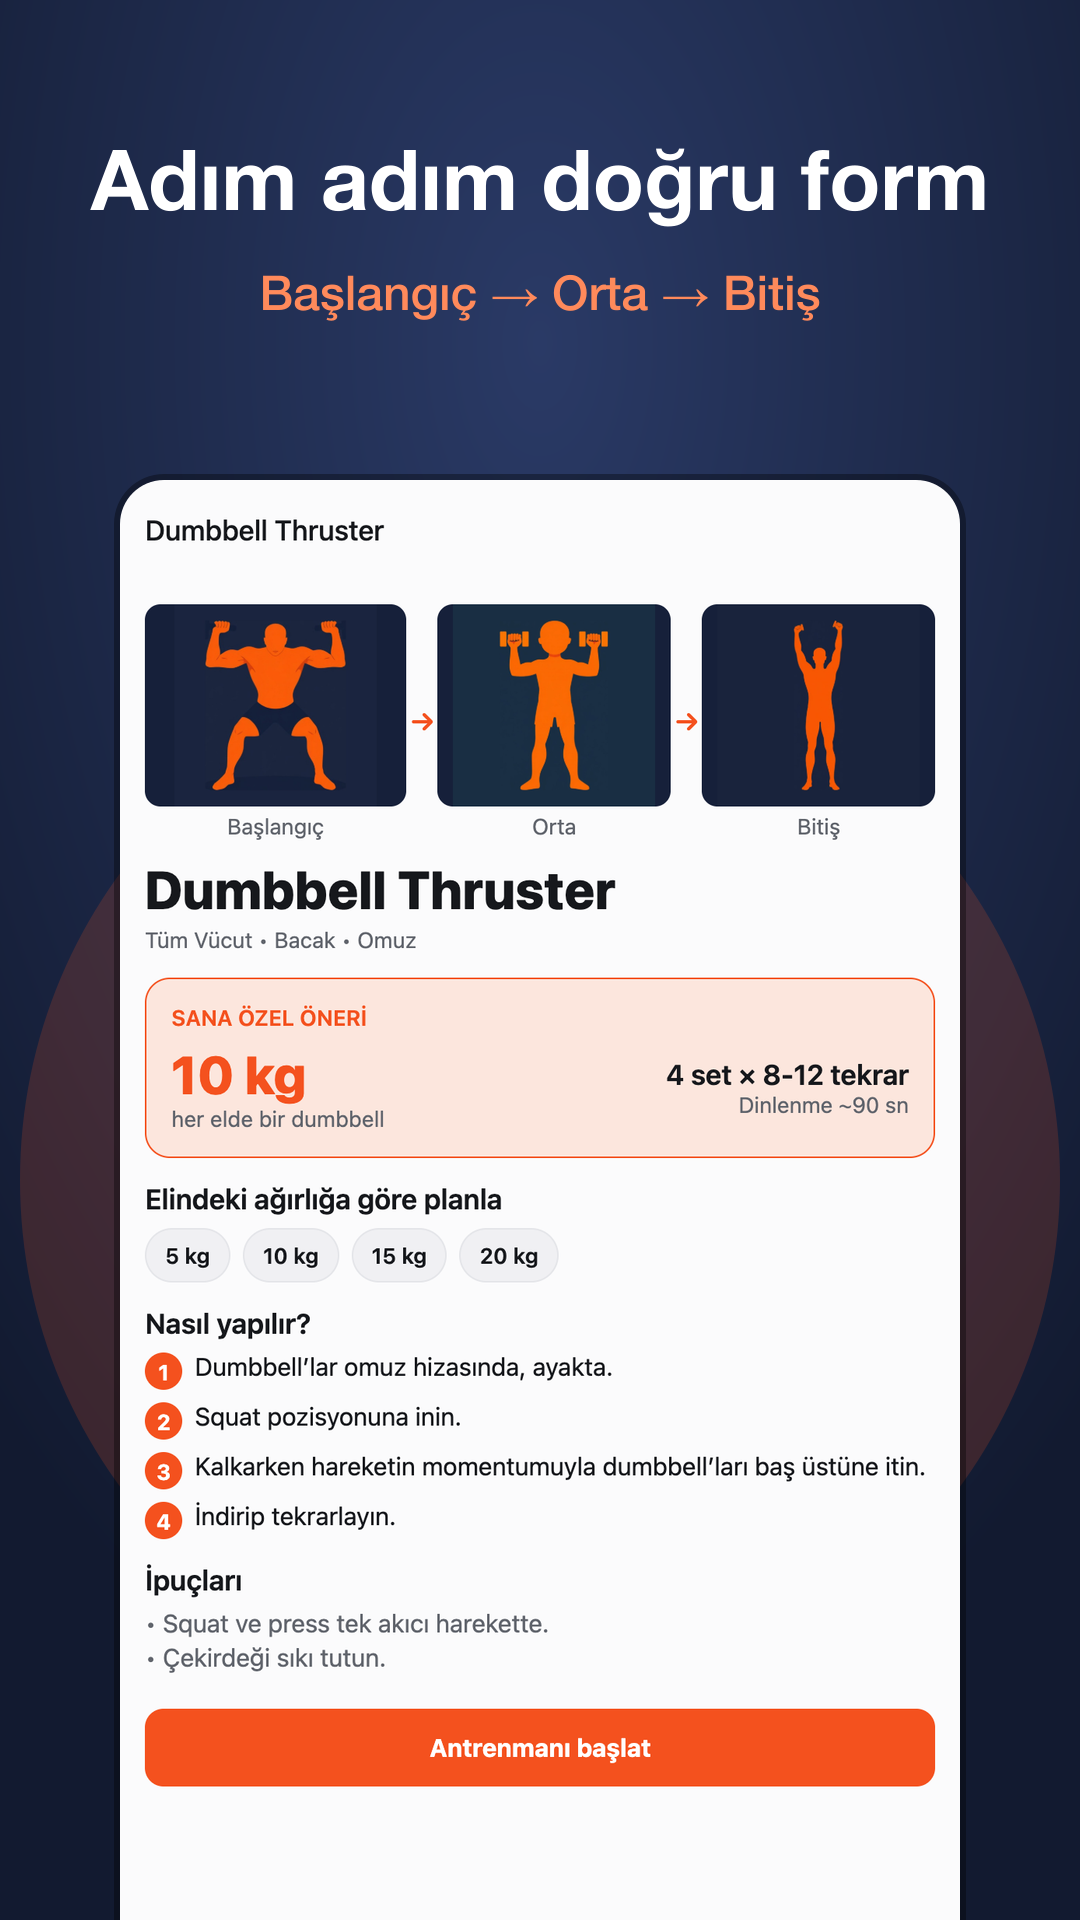 Adım adım doğru form
Başlangıç → Orta → Bitiş
Dumbbell Thruster
→ →
Başlangıç Orta Bitiş
Dumbbell Thruster
Tüm Vücut • Bacak • Omuz
SANA ÖZEL ÖNERİ
10 kg
her elde bir dumbbell
4 set × 8-12 tekrar
Dinlenme ~90 sn
Elindeki ağırlığa göre planla
5 kg 10 kg 15 kg 20 kg
Nasıl yapılır?
1 Dumbbell’lar omuz hizasında, ayakta.
2 Squat pozisyonuna inin.
3 Kalkarken hareketin momentumuyla dumbbell’ları baş üstüne itin.
4 İndirip tekrarlayın.
İpuçları
• Squat ve press tek akıcı harekette.
• Çekirdeği sıkı tutun.
Antrenmanı başlat